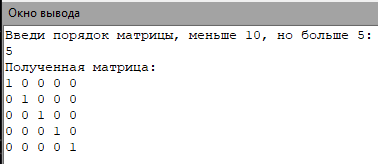 Окно вывода
Введи порядок матрицы, меньше 10, но больше 5:
5
Полученная матрица:
1 0 0 0 0
0 1 0 0 0
0 0 1 0 0
0 0 0 1 0
0 0 0 0 1